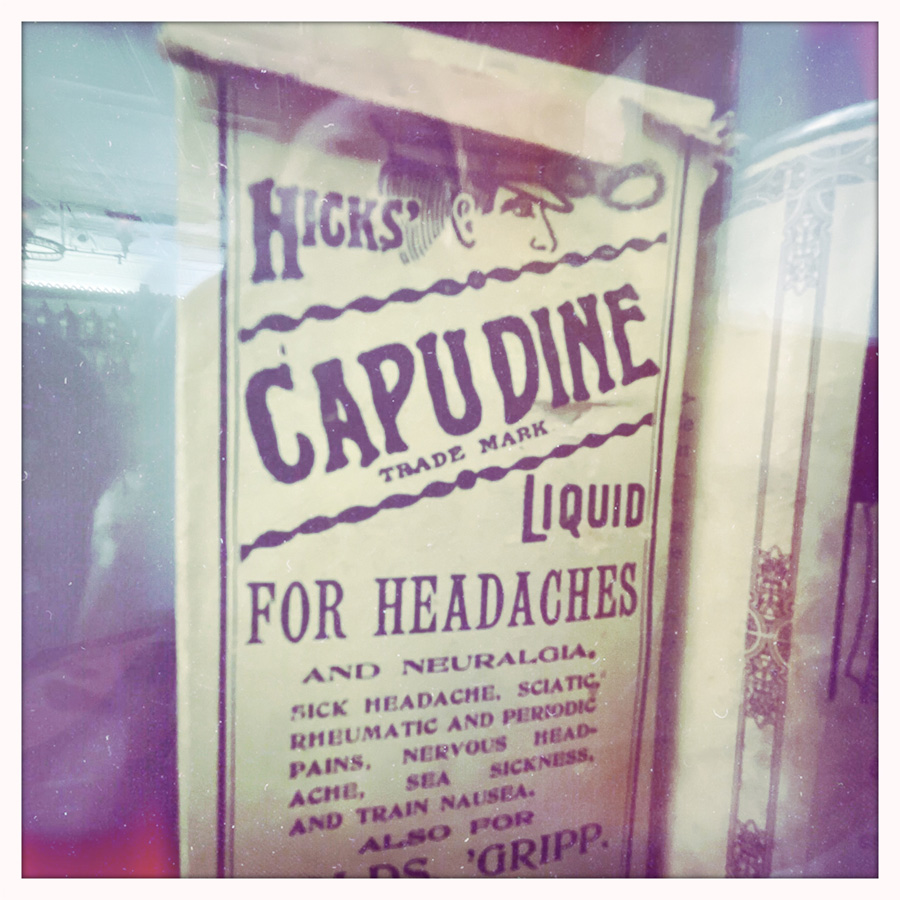 HICKS'
CAPUDINE
TRADE MARK
LIQUID
FOR HEADACHES
AND NEURALGIA.
SICK HEADACHE, SCIATIC,
RHEUMATIC AND PERIODIC
PAINS, NERVOUS HEAD-
ACHE, SEA SICKNESS,
AND TRAIN NAUSEA.
ALSO FOR
'GRIPP.